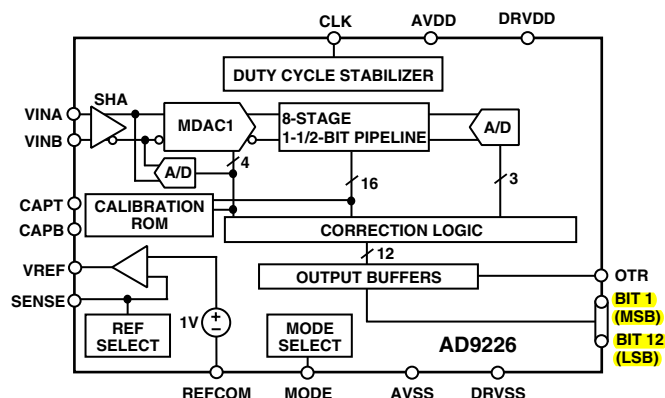 CLK
AVDD
DRVDD
DUTY CYCLE STABILIZER
SHA
VINA
VINB
MDAC1
8-STAGE
1-1/2-BIT PIPELINE
A/D
A/D
4
16
3
CAPT
CAPB
CALIBRATION
ROM
CORRECTION LOGIC
12
VREF
OUTPUT BUFFERS
OTR
SENSE
BIT 1
(MSB)
REF
SELECT
1V
+
–
MODE
SELECT
AD9226
BIT 12
(LSB)
REFCOM
MODE
AVSS
DRVSS